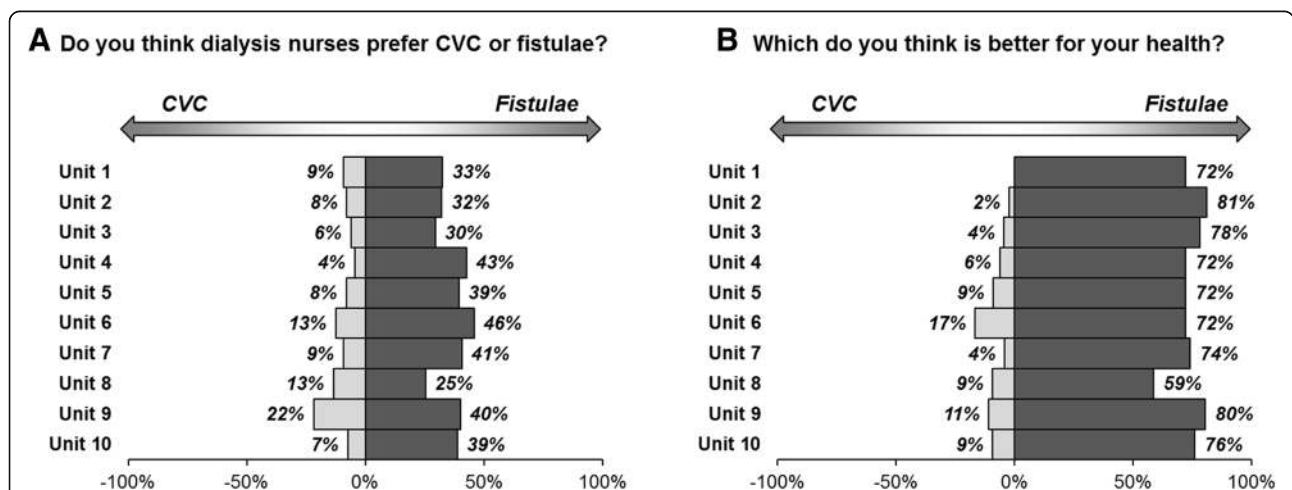 A Do you think dialysis nurses prefer CVC or fistulae?
CVC Fistulae
Unit 1 9% 33%
Unit 2 8% 32%
Unit 3 6% 30%
Unit 4 4% 43%
Unit 5 8% 39%
Unit 6 13% 46%
Unit 7 9% 41%
Unit 8 13% 25%
Unit 9 22% 40%
Unit 10 7% 39%
-100% -50% 0% 50% 100%
B Which do you think is better for your health?
CVC Fistulae
Unit 1 72%
Unit 2 2% 81%
Unit 3 4% 78%
Unit 4 6% 72%
Unit 5 9% 72%
Unit 6 17% 72%
Unit 7 4% 74%
Unit 8 9% 59%
Unit 9 11% 80%
Unit 10 9% 76%
-100% -50% 0% 50% 100%